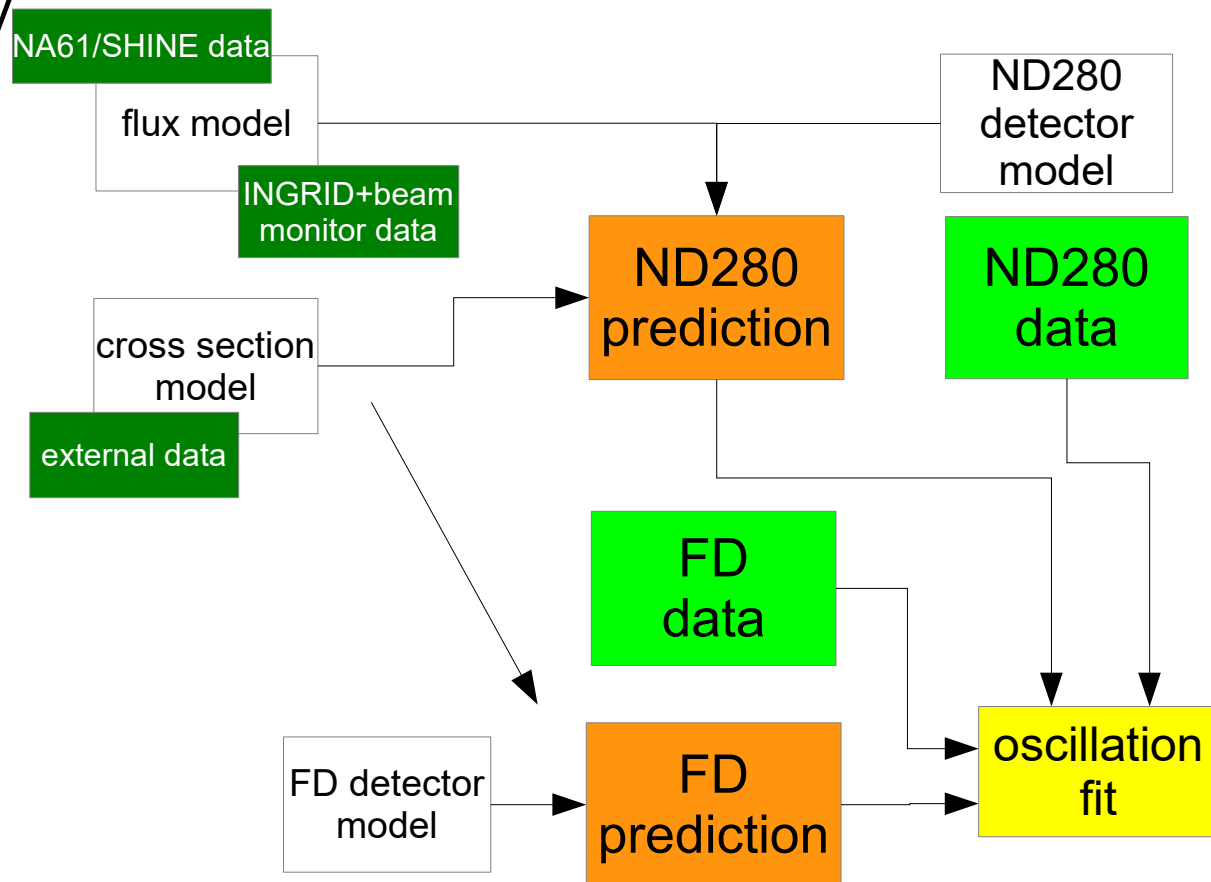 NA61/SHINE data
flux model
INGRID+beam
monitor data
ND280
detector
model
ND280
prediction
ND280
data
cross section
model
external data
FD
data
FD detector
model
FD
prediction
oscillation
fit